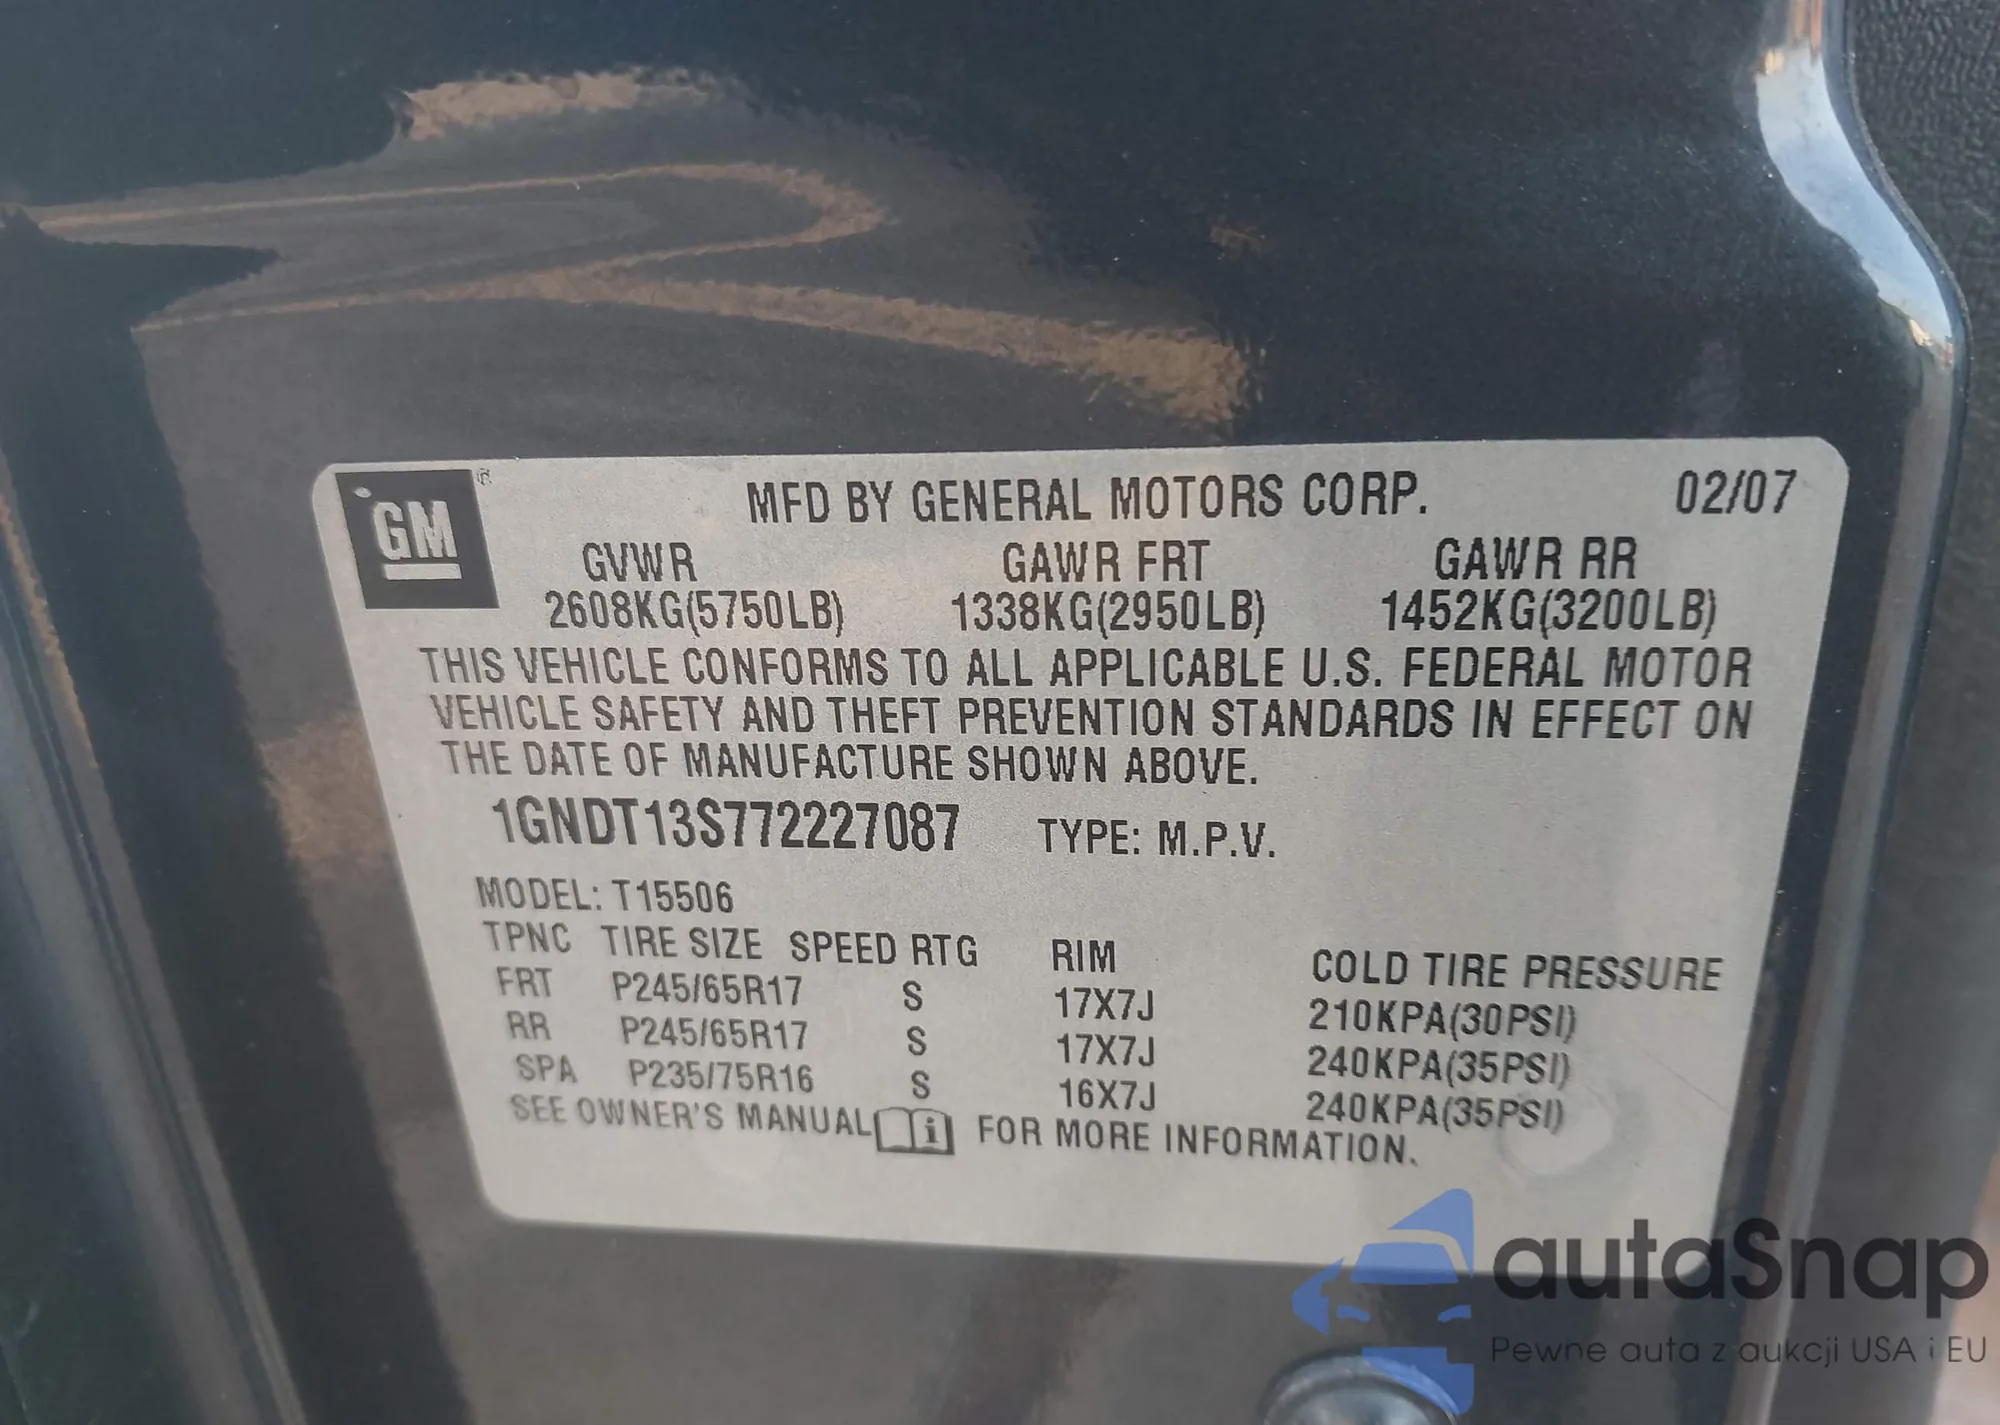 GM ®
MFD BY GENERAL MOTORS CORP. 02/07
GVWR GAWR FRT GAWR RR
2608KG(5750LB) 1338KG(2950LB) 1452KG(3200LB)
THIS VEHICLE CONFORMS TO ALL APPLICABLE U.S. FEDERAL MOTOR
VEHICLE SAFETY AND THEFT PREVENTION STANDARDS IN EFFECT ON
THE DATE OF MANUFACTURE SHOWN ABOVE.
1GNDT13S772227087 TYPE: M.P.V.
MODEL: T15506
TPNC TIRE SIZE SPEED RTG RIM COLD TIRE PRESSURE
FRT P245/65R17 S 17X7J 210KPA(30PSI)
RR P245/65R17 S 17X7J 240KPA(35PSI)
SPA P235/75R16 S 16X7J 240KPA(35PSI)
SEE OWNER'S MANUAL i FOR MORE INFORMATION.
autaSnap
Pewne auta z aukcji USA i EU